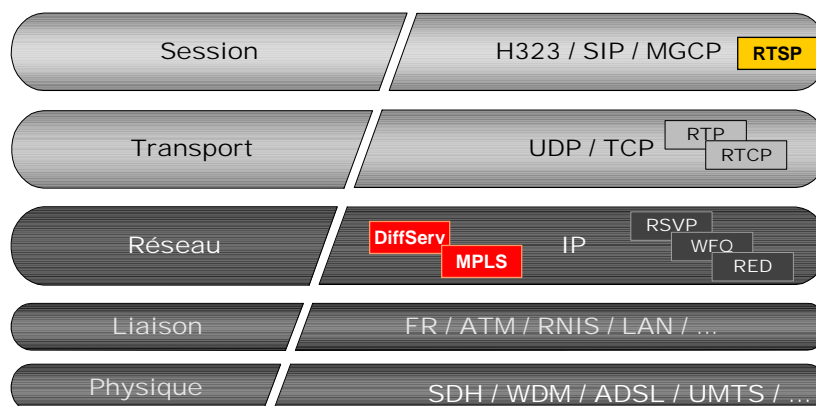 Session
H323 / SIP / MGCP
RTSP
Transport
UDP / TCP
RTP
RTCP
Réseau
DiffServ
MPLS
IP
RSVP
WFQ
RED
Liaison
FR / ATM / RNIS / LAN / ...
Physique
SDH / WDM / ADSL / UMTS / ...